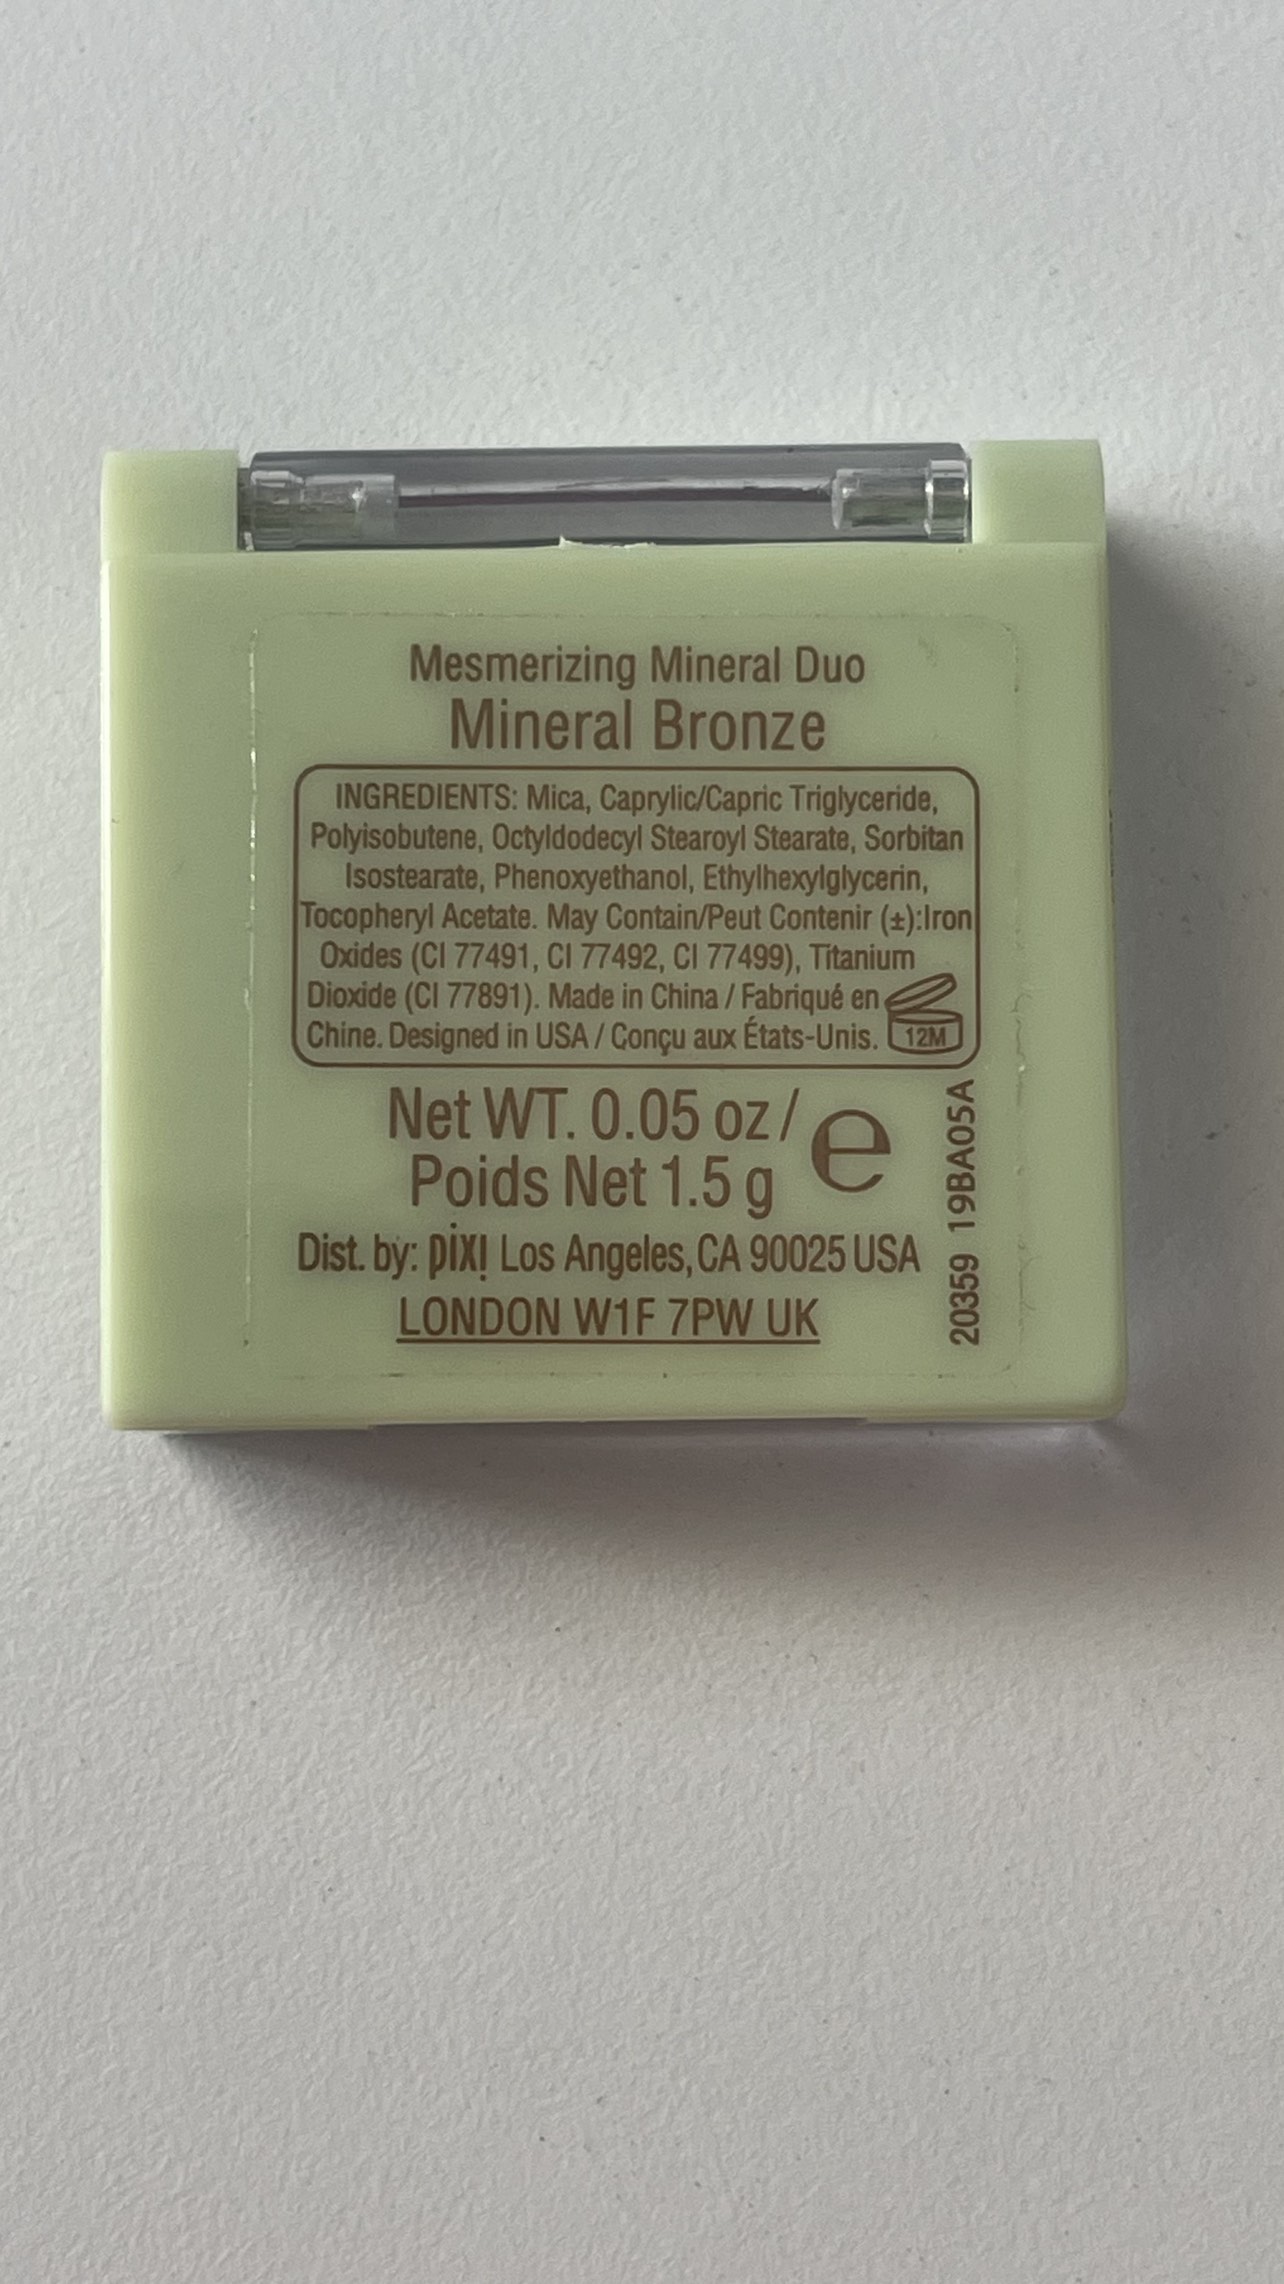 Mesmerizing Mineral Duo
Mineral Bronze
INGREDIENTS: Mica, Caprylic/Capric Triglyceride,
Polyisobutene, Octyldodecyl Stearoyl Stearate, Sorbitan
Isostearate, Phenoxyethanol, Ethylhexylglycerin,
Tocopheryl Acetate. May Contain/Peut Contenir (±):Iron
Oxides (CI 77491, CI 77492, CI 77499), Titanium
Dioxide (CI 77891). Made in China / Fabriqué en
Chine. Designed in USA / Conçu aux États-Unis.
12M
Net WT. 0.05 oz /
Poids Net 1.5 g
e
Dist. by: pixi Los Angeles, CA 90025 USA
LONDON W1F 7PW UK
20359 19BA05A